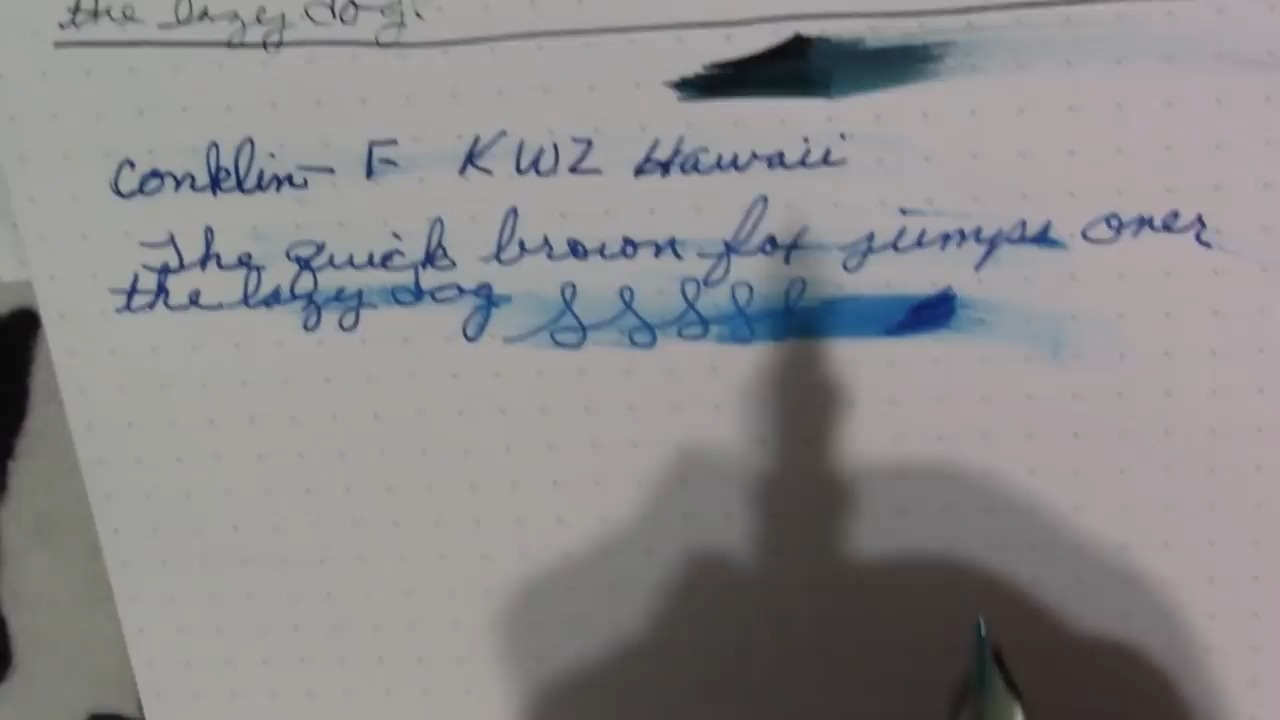 the lazy dog.
Conklin - F KWZ Hawaii
The quick brown fox jumps over
the lazy dog